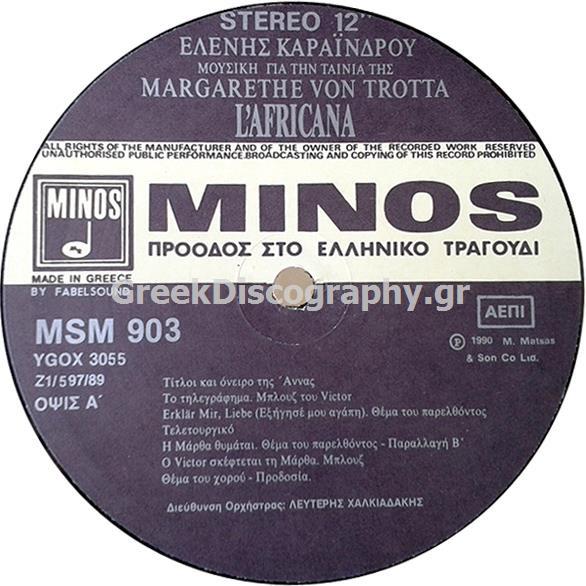 STEREO 12"
ΕΛΕΝΗΣ ΚΑΡΑΪΝΔΡΟΥ
ΜΟΥΣΙΚΗ ΓΙΑ ΤΗΝ ΤΑΙΝΙΑ ΤΗΣ
MARGARETHE VON TROTTA
L'AFRICANA
ALL RIGHTS OF THE MANUFACTURER AND OF THE OWNER OF THE RECORDED WORK RESERVED
UNAUTHORISED PUBLIC PERFORMANCE.BROADCASTING AND COPYING OF THIS RECORD PROHIBITED
MINOS
MINOS
ΠΡΟΟΔΟΣ ΣΤΟ ΕΛΛΗΝΙΚΟ ΤΡΑΓΟΥΔΙ
MADE IN GREECE
BY FABELSOUND
GreekDiscography.gr
MSM 903
YGOX 3055
Z1/597/89
ΟΨΙΣ Α΄
ΑΕΠΙ
℗ 1990 M. Matsas
& Son Co Ltd.
Τίτλοι και όνειρο της ΄Αννας
Το τηλεγράφημα. Μπλουζ του Victor
Erklär Mir, Liebe (Εξήγησέ μου αγάπη). Θέμα του παρελθόντος
Τελετουργικό
Η Μάρθα θυμάται. Θέμα του παρελθόντος - Παραλλαγή Β΄
Ο Victor σκέφτεται τη Μάρθα. Μπλουζ
Θέμα του χορού - Προδοσία.
Διεύθυνση Ορχήστρας: ΛΕΥΤΕΡΗΣ ΧΑΛΚΙΑΔΑΚΗΣ